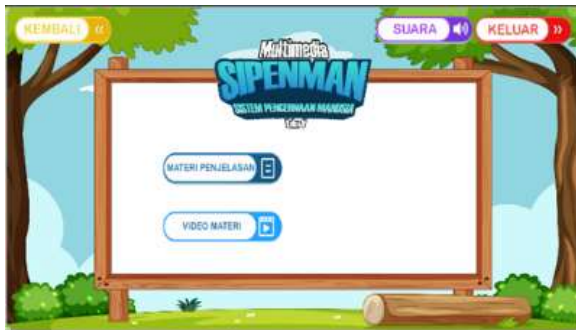 KEMBALI
SUARA
KELUAR
Multimedia
SIPENMAN
SISTEM PENCERNAAN MANUSIA
MATERI PENJELASAN
VIDEO MATERI